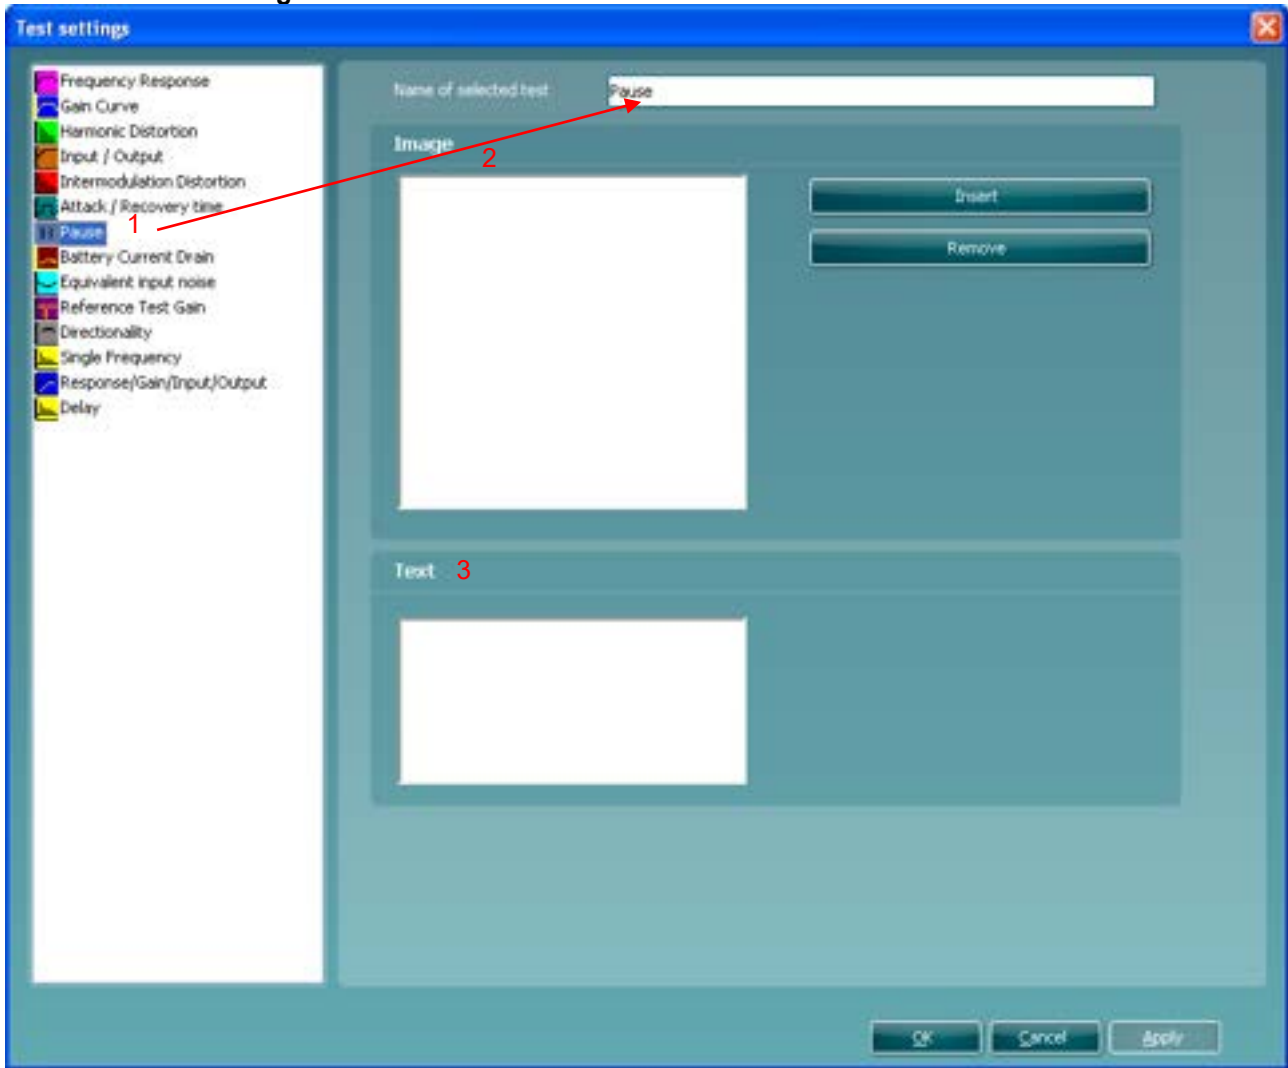 Test settings
Frequency Response
Gain Curve
Harmonic Distortion
Input / Output
Intermodulation Distortion
Attack / Recovery time
Pause
Battery Current Drain
Equivalent input noise
Reference Test Gain
Directionality
Single Frequency
Response/Gain/Input/Output
Delay
1
Name of selected test
Pause
Image
2
Insert
Remove
Text 3
OK
Cancel
Apply